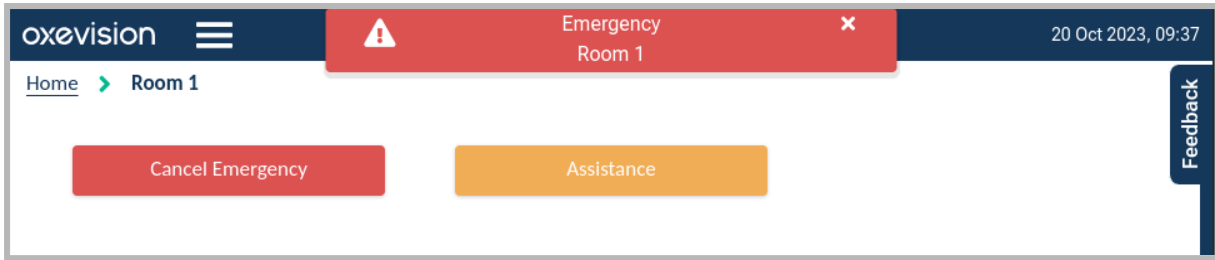 oxevision
Emergency
Room 1
20 Oct 2023, 09:37
Home Room 1
Feedback
Cancel Emergency
Assistance